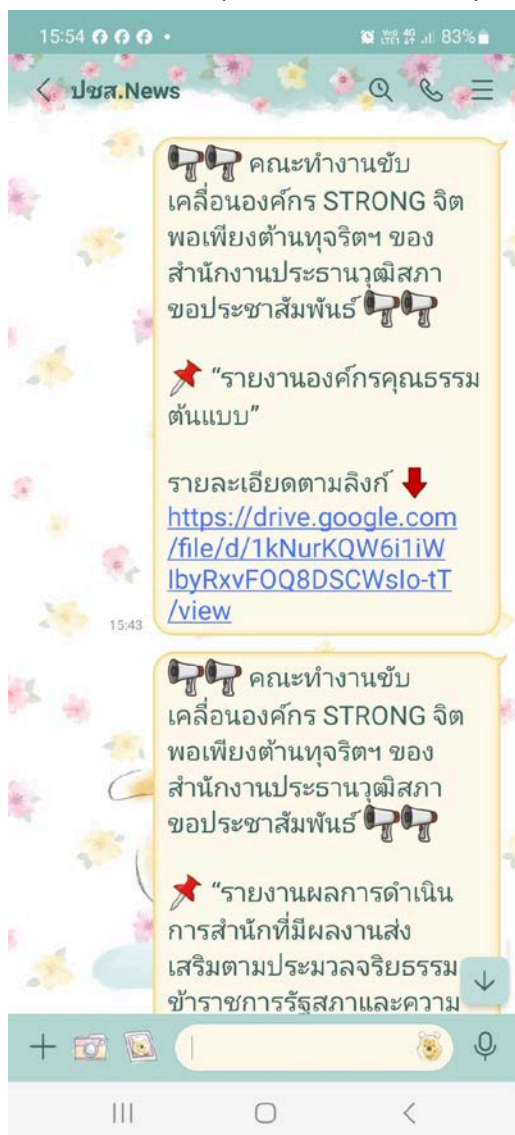 15:54
83%
ปชส.News
คณะทำงานขับ
เคลื่อนองค์กร STRONG จิต
พอเพียงต้านทุจริตฯ ของ
สำนักงานประธานวุฒิสภา
ขอประชาสัมพันธ์
“รายงานองค์กรคุณธรรม
ต้นแบบ”
รายละเอียดตามลิงก์
https://drive.google.com
/file/d/1kNurKQW6i1iW
IbyRxvFOQ8DSCWsIo-tT
/view
15:43
คณะทำงานขับ
เคลื่อนองค์กร STRONG จิต
พอเพียงต้านทุจริตฯ ของ
สำนักงานประธานวุฒิสภา
ขอประชาสัมพันธ์
“รายงานผลการดำเนิน
การสำนักที่มีผลงานส่ง
เสริมตามประมวลจริยธรรม
ข้าราชการรัฐสภาและความ